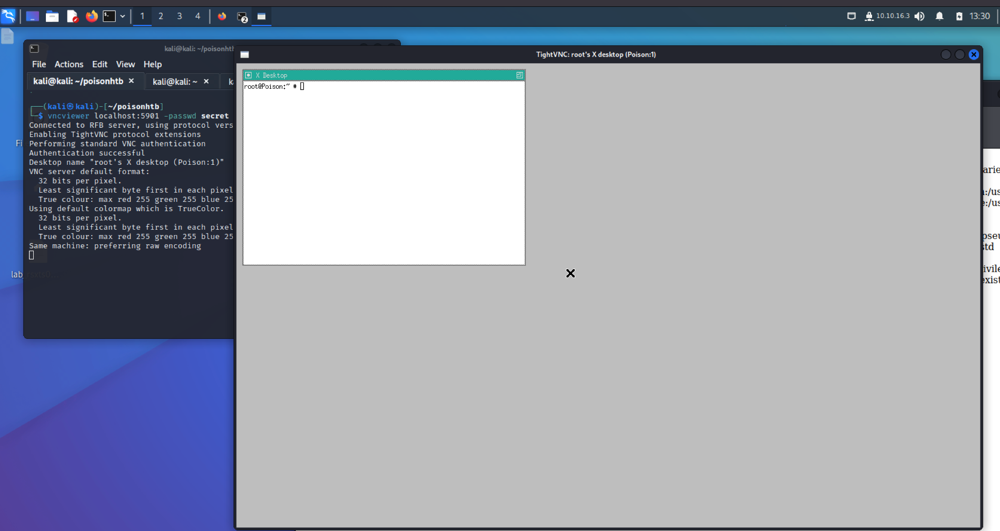 1 2 3 4
2
10.10.16.3
13:30
kali@kali: ~/poisonht
TightVNC: root's X desktop (Poison:1)
File Actions Edit View Help
kali@kali: ~/poisonhtb × kali@kali: ~ ×
X Desktop
root@Poison:~ #
┌──(kali㉿kali)-[~/poisonhtb]
└─$ vncviewer localhost:5901 -passwd secret
Connected to RFB server, using protocol vers
Enabling TightVNC protocol extensions
Performing standard VNC authentication
Authentication successful
Desktop name "root's X desktop (Poison:1)"
VNC server default format:
32 bits per pixel.
Least significant byte first in each pixel
True colour: max red 255 green 255 blue 25
Using default colormap which is TrueColor.
32 bits per pixel.
Least significant byte first in each pixel
True colour: max red 255 green 255 blue 25
Same machine: preferring raw encoding
Fi
lab_
arie
:/us
e:/us
pseu
std
ivile
exist